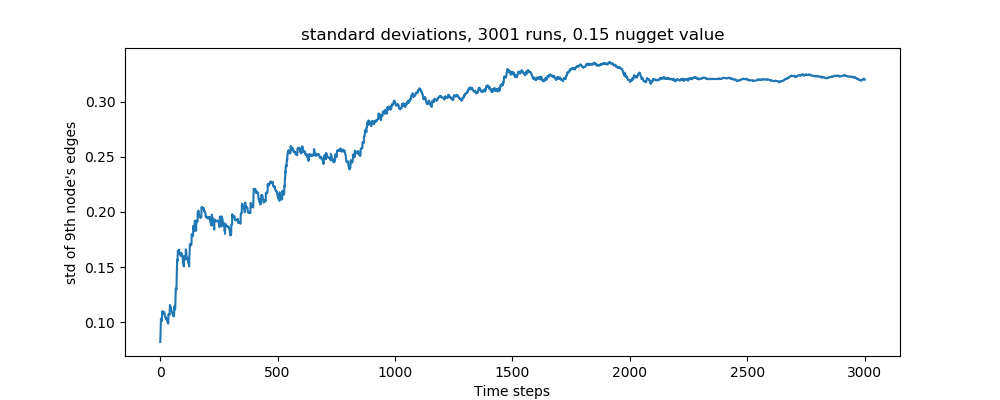 standard deviations, 3001 runs, 0.15 nugget value
std of 9th node's edges
0.30
0.25
0.20
0.15
0.10
0 500 1000 1500 2000 2500 3000
Time steps